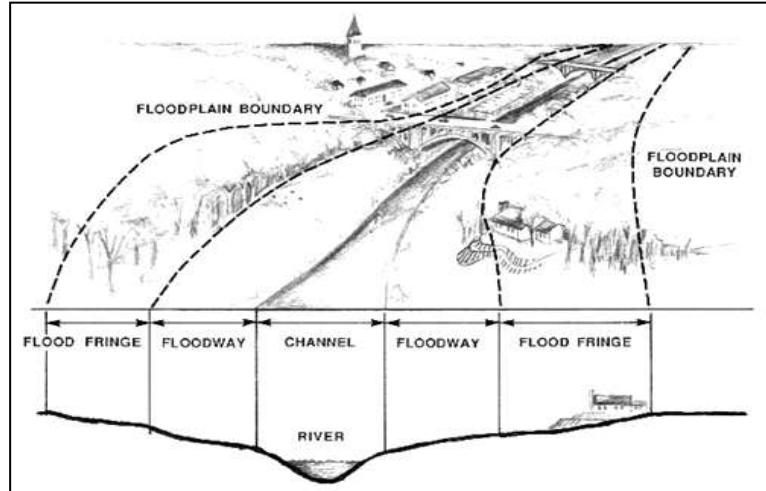 FLOODPLAIN BOUNDARY
FLOODPLAIN
BOUNDARY
FLOOD FRINGE
FLOODWAY
CHANNEL
FLOODWAY
FLOOD FRINGE
RIVER